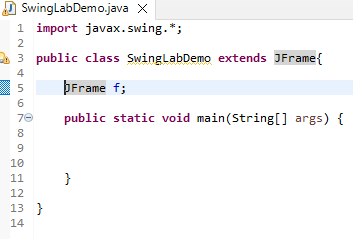 SwingLabDemo.java
1 import javax.swing.*;
2
3 public class SwingLabDemo extends JFrame{
4
5 JFrame f;
6
7 public static void main(String[] args) {
8
9
10
11 }
12
13 }
14